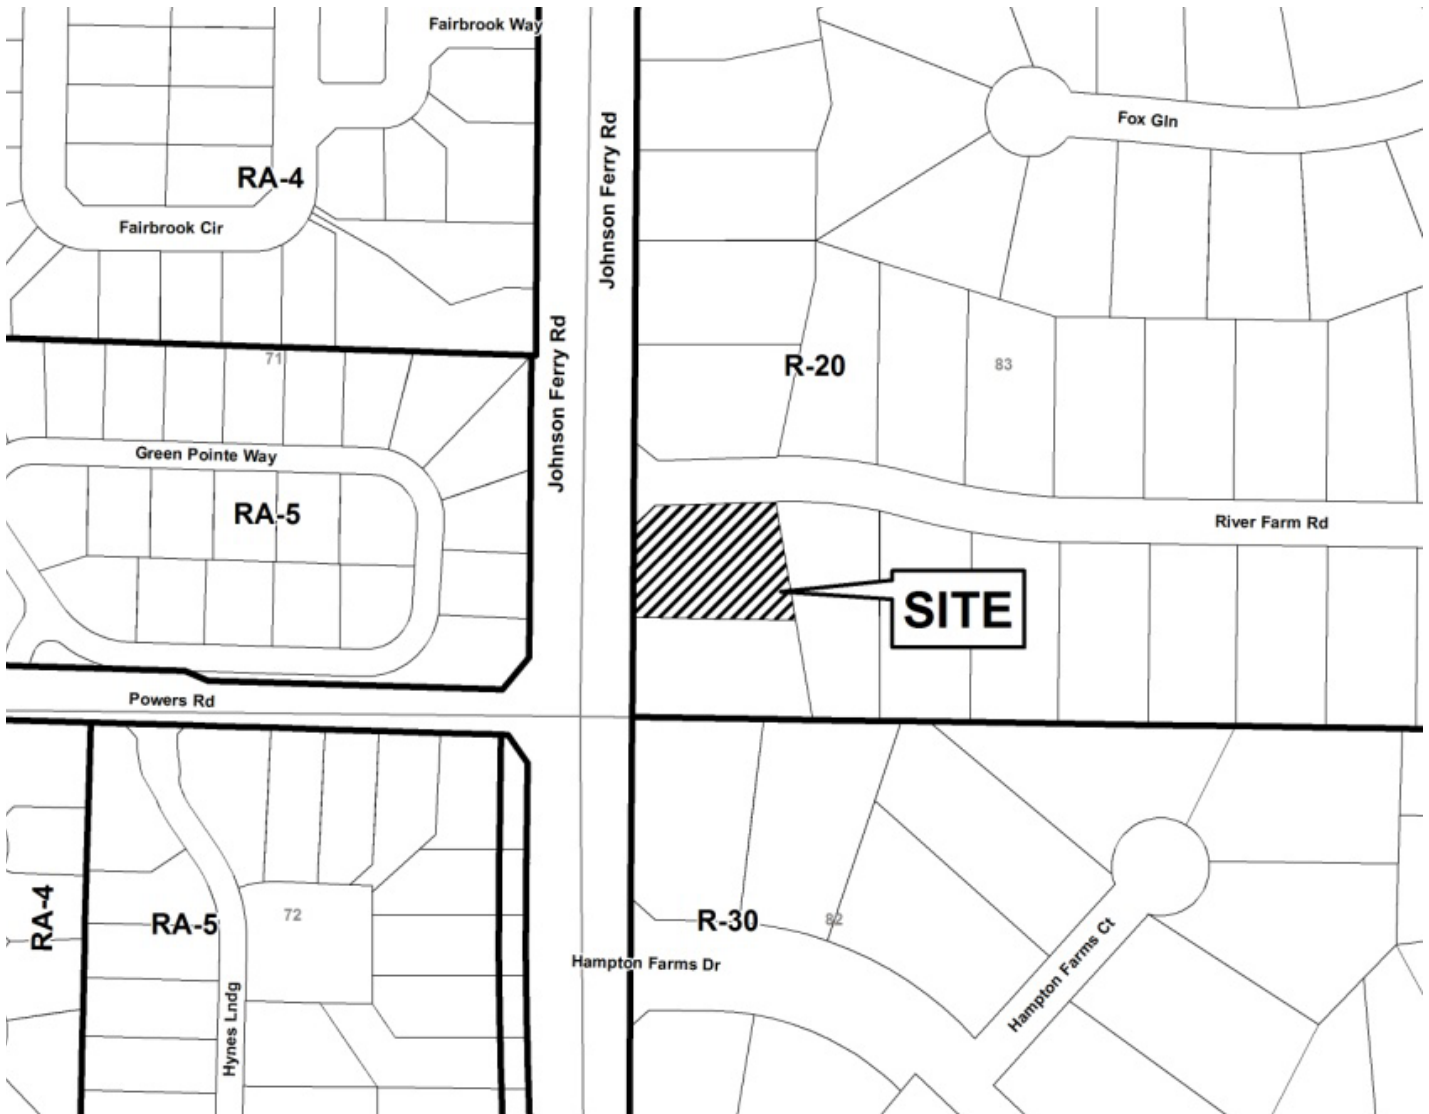 Fairbrook Way
Fox Gln
Johnson Ferry Rd
RA-4
Fairbrook Cir
71
R-20
83
Johnson Ferry Rd
Green Pointe Way
RA-5
River Farm Rd
SITE
Powers Rd
RA-4
RA-5
72
R-30
82
Hampton Farms Dr
Hampton Farms Ct
Hynes Lndg